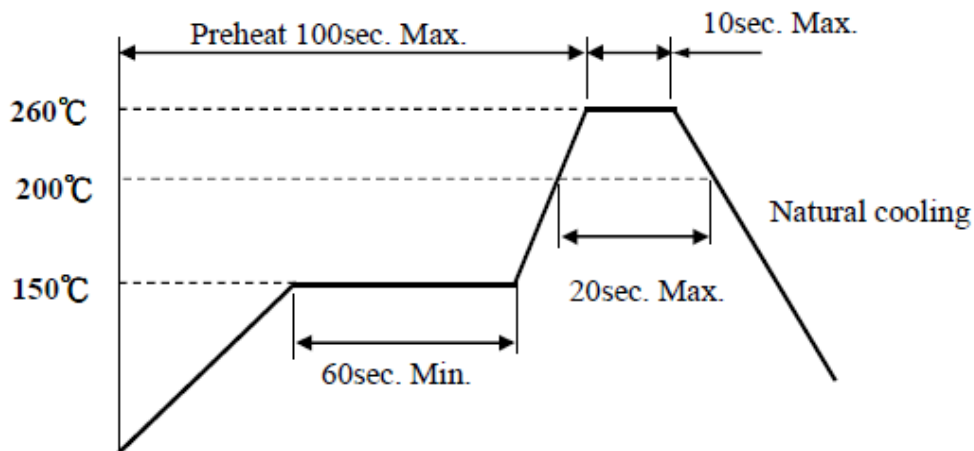 Preheat 100sec. Max.
10sec. Max.
260℃
200℃
Natural cooling
150℃
20sec. Max.
60sec. Min.